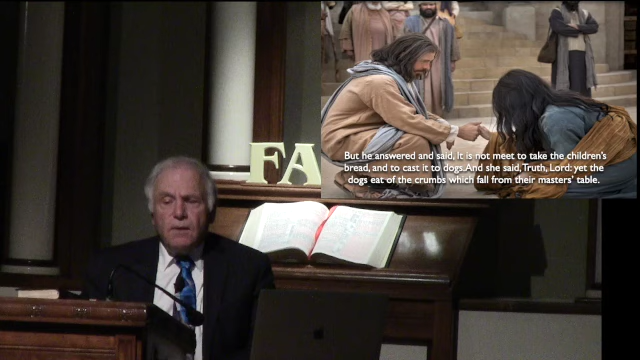 But he answered and said, It is not meet to take the children's
bread, and to cast it to dogs. And she said, Truth, Lord: yet the
dogs eat of the crumbs which fall from their masters' table.
FA